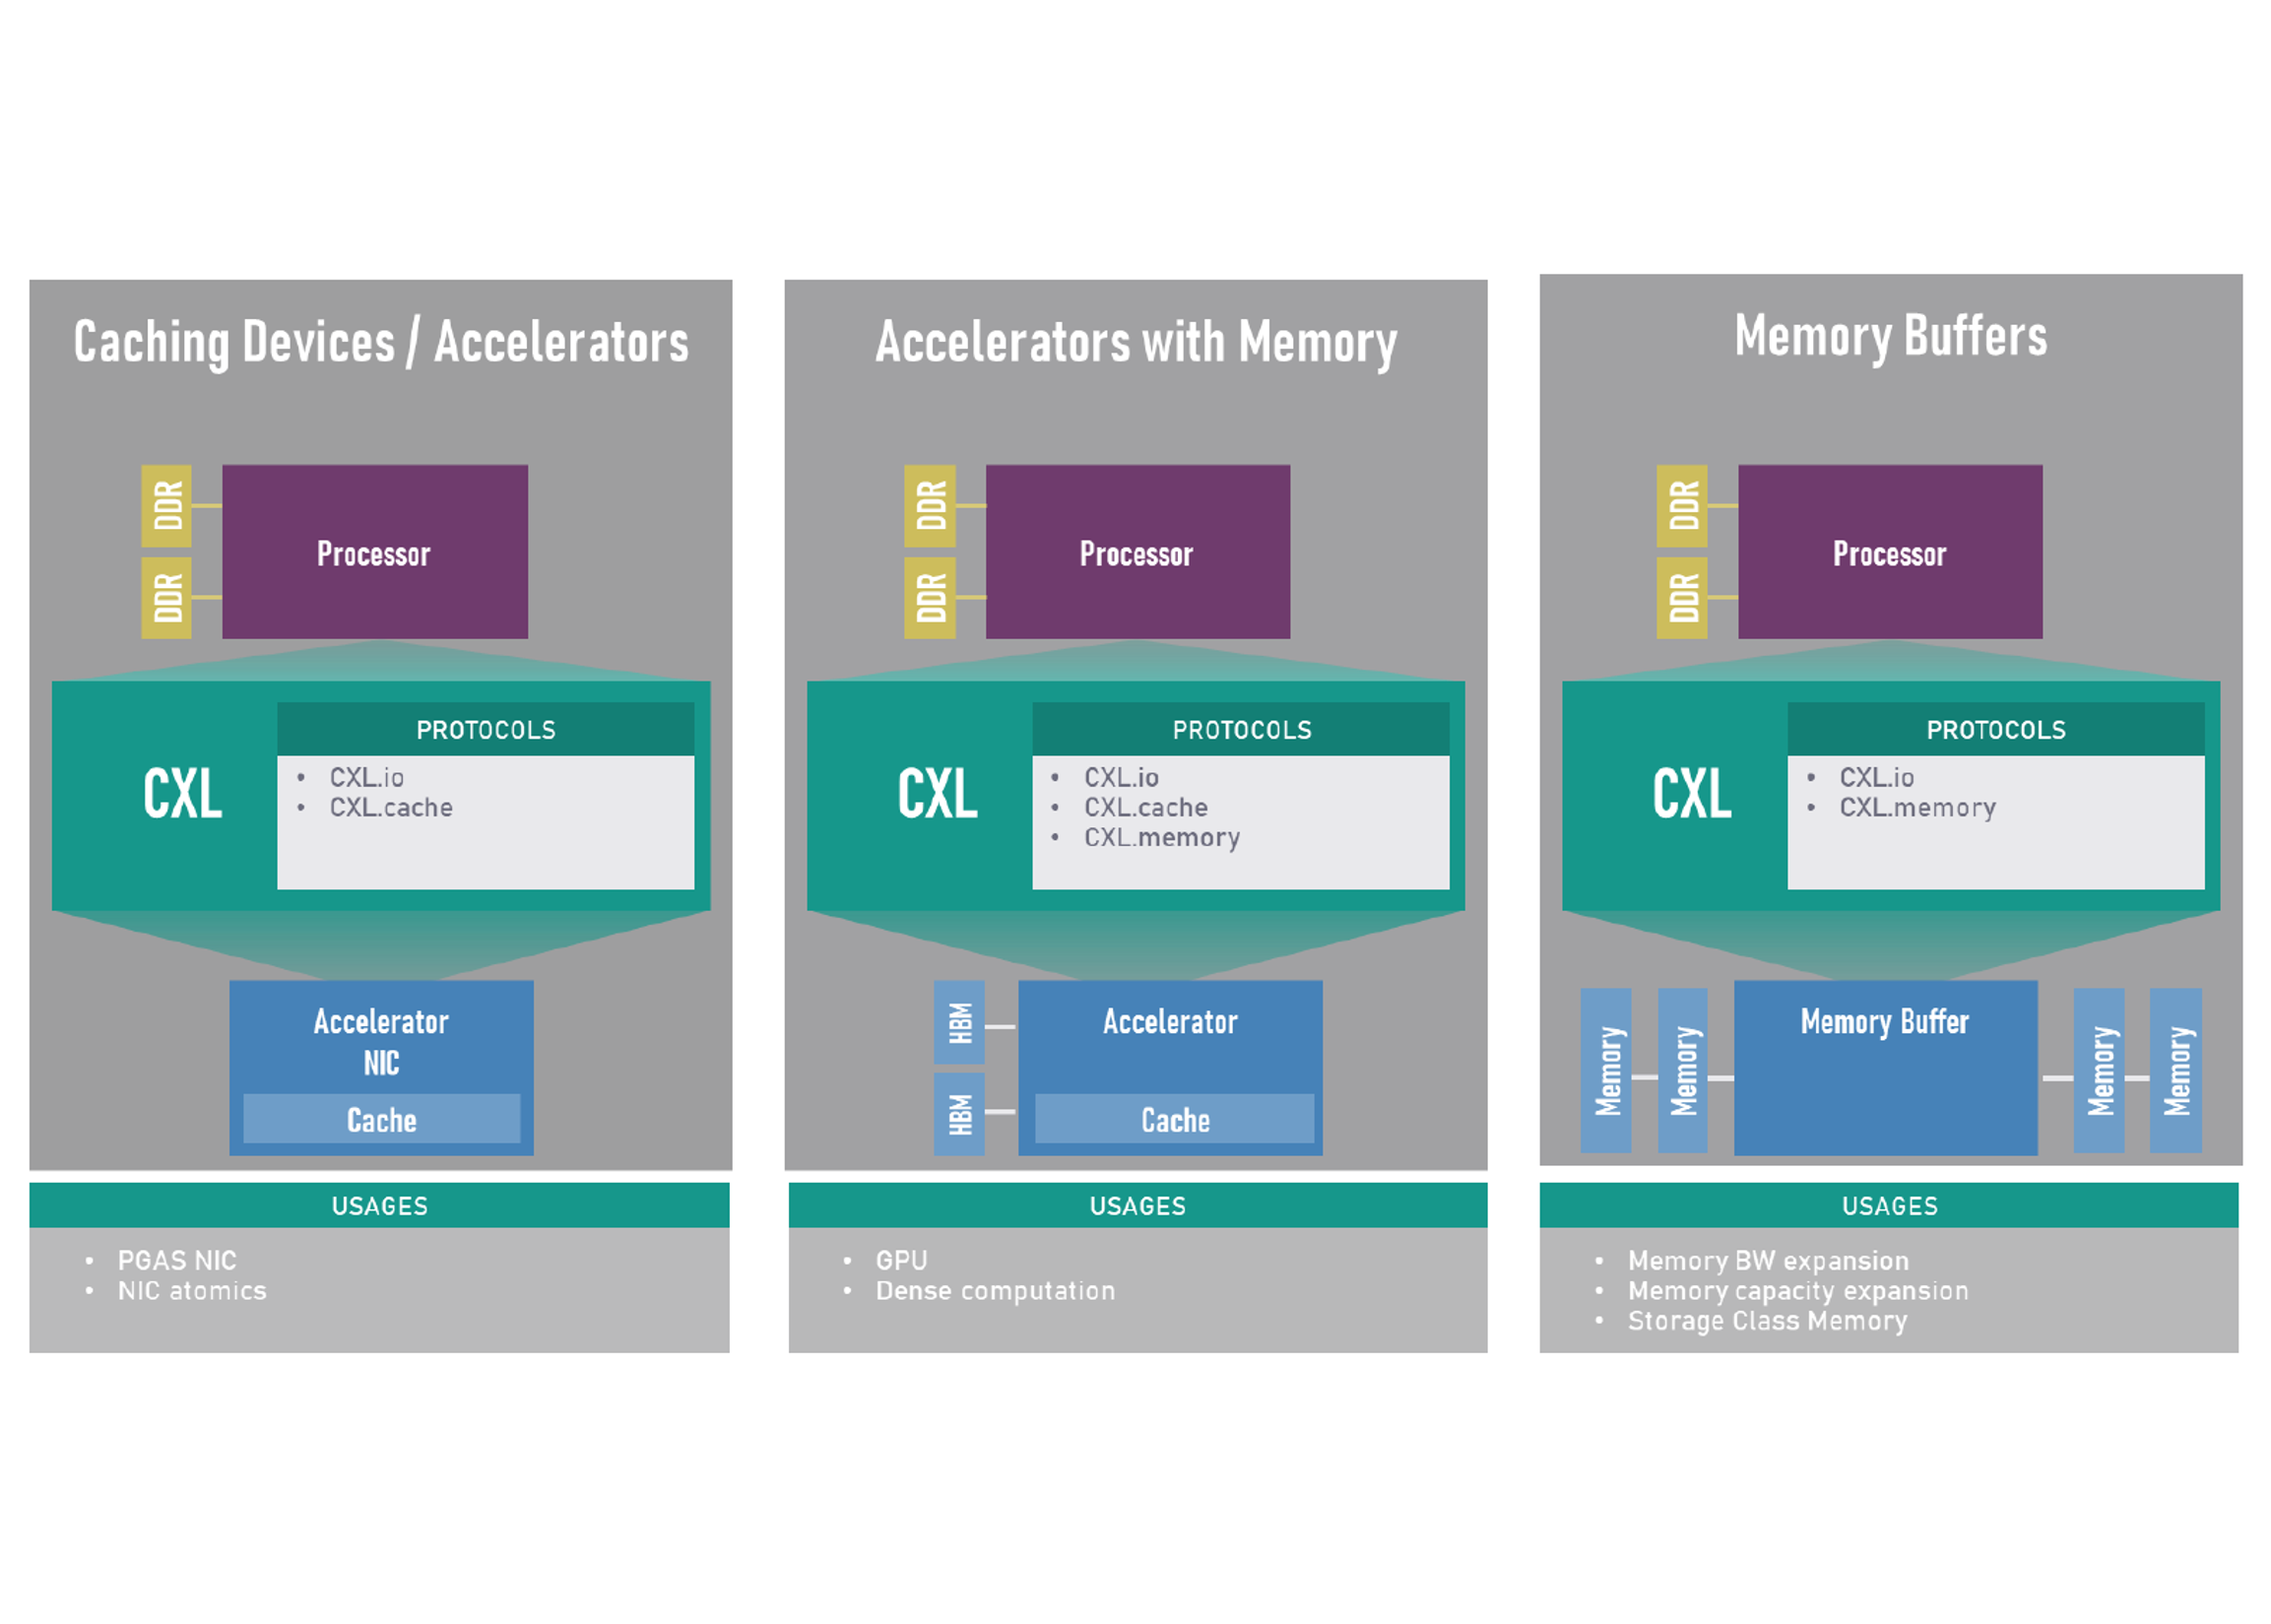 Caching Devices / Accelerators
DDR
DDR
Processor
CXL
PROTOCOLS
• CXL.io
• CXL.cache
Accelerator
NIC
Cache
USAGES
• PGAS NIC
• NIC atomics
Accelerators with Memory
DDR
DDR
Processor
CXL
PROTOCOLS
• CXL.io
• CXL.cache
• CXL.memory
HBM
HBM
Accelerator
Cache
USAGES
• GPU
• Dense computation
Memory Buffers
DDR
DDR
Processor
CXL
PROTOCOLS
• CXL.io
• CXL.memory
Memory
Memory
Memory Buffer
Memory
Memory
USAGES
• Memory BW expansion
• Memory capacity expansion
• Storage Class Memory